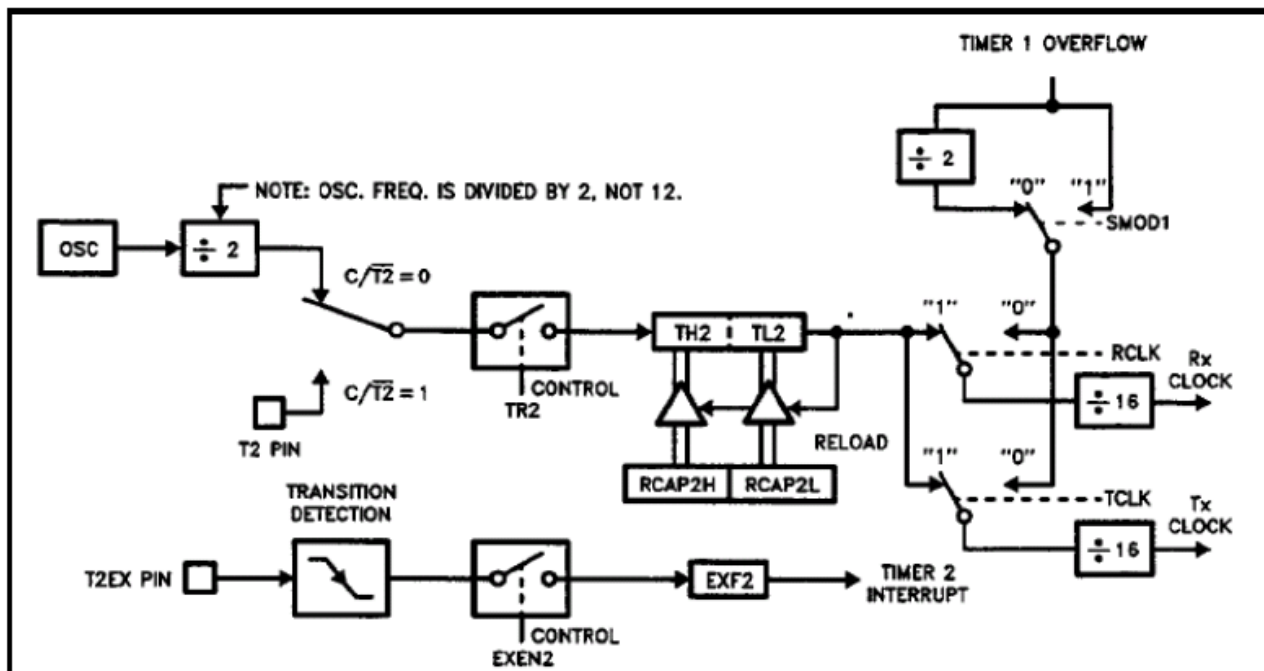 TIMER 1 OVERFLOW
÷ 2
NOTE: OSC. FREQ. IS DIVIDED BY 2, NOT 12.
"0" "1"
SMOD1
OSC
÷ 2
C/T2̅ = 0
"1" "0"
TH2 TL2
RCLK
Rx
CLOCK
CONTROL
÷ 16
C/T2̅ = 1
TR2
T2 PIN
RELOAD
"1" "0"
RCAP2H RCAP2L
TRANSITION
DETECTION
TCLK
Tx
CLOCK
÷ 16
T2EX PIN
EXF2
TIMER 2
INTERRUPT
CONTROL
EXEN2